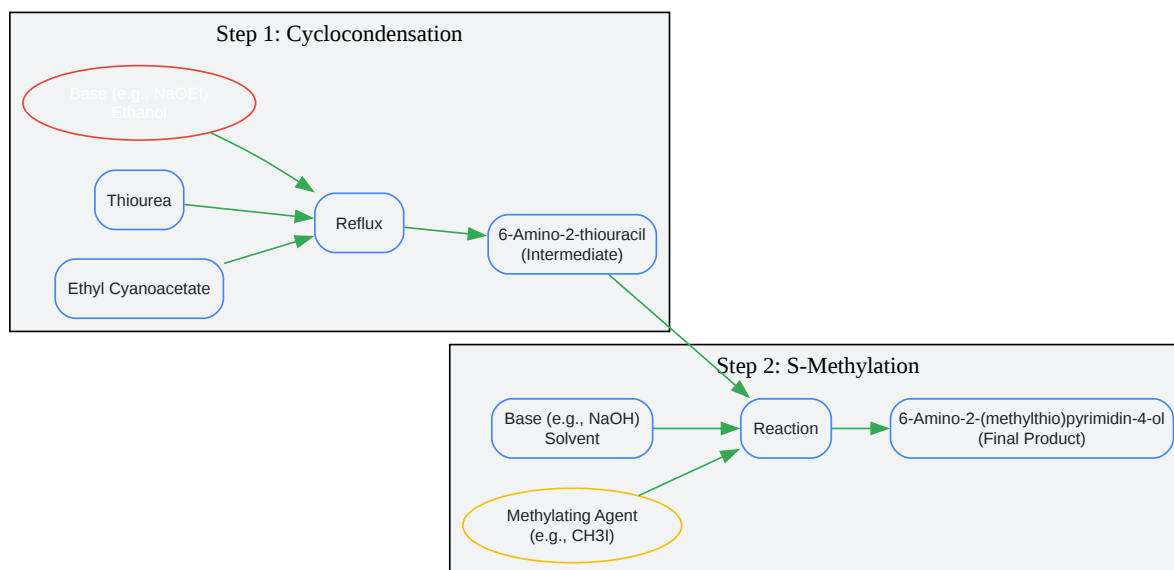 Step 1: Cyclocondensation
Base (e.g., NaOEt)
Ethanol
Thiourea
Reflux
6-Amino-2-thiouracil
(Intermediate)
Ethyl Cyanoacetate
Step 2: S-Methylation
Base (e.g., NaOH)
Solvent
Reaction
6-Amino-2-(methylthio)pyrimidin-4-ol
(Final Product)
Methylating Agent
(e.g., CH3I)